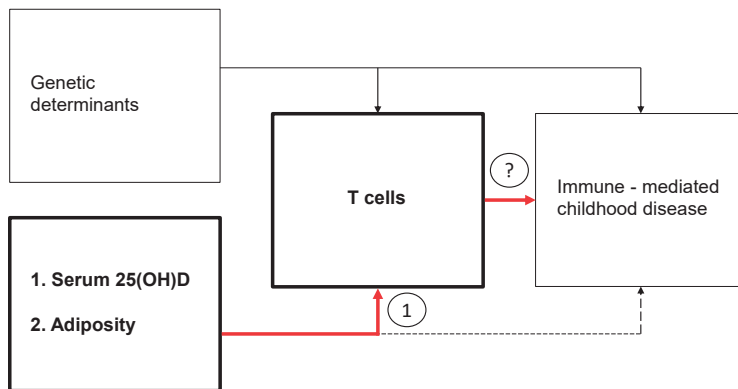 Genetic
determinants
T cells
?
Immune - mediated
childhood disease
1. Serum 25(OH)D
2. Adiposity
1